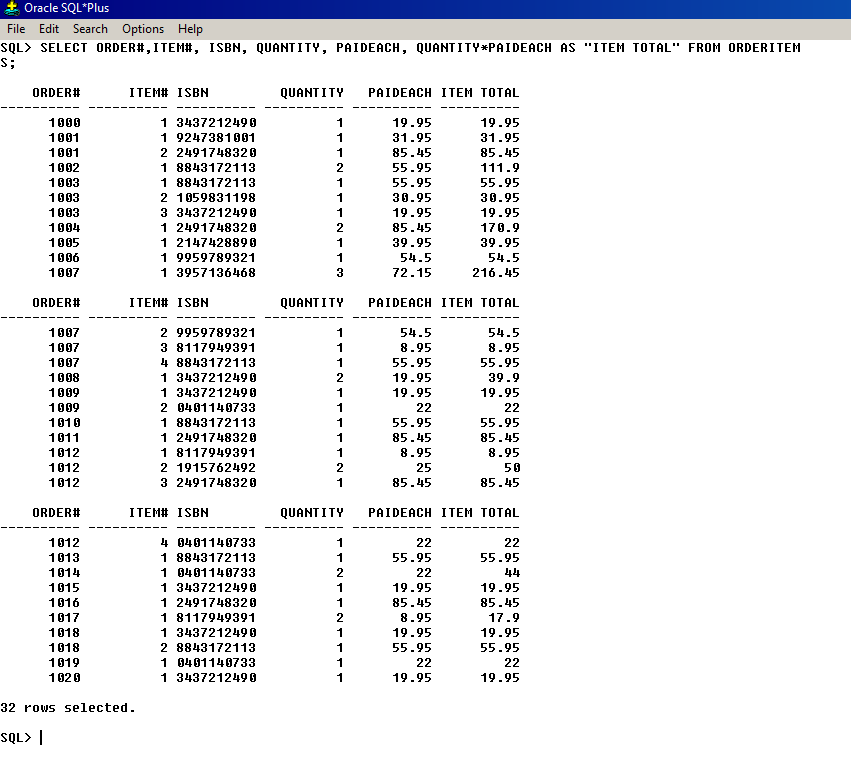 Oracle SQL*Plus
File Edit Search Options Help
SQL> SELECT ORDER#,ITEM#, ISBN, QUANTITY, PAIDEACH, QUANTITY*PAIDEACH AS "ITEM TOTAL" FROM ORDERITEM
S;
ORDER# ITEM# ISBN QUANTITY PAIDEACH ITEM TOTAL
---------- ---------- ---------- ---------- ---------- ----------
1000 1 3437212490 1 19.95 19.95
1001 1 9247381001 1 31.95 31.95
1001 2 2491748320 1 85.45 85.45
1002 1 8843172113 2 55.95 111.9
1003 1 8843172113 1 55.95 55.95
1003 2 1059831198 1 30.95 30.95
1003 3 3437212490 1 19.95 19.95
1004 1 2491748320 2 85.45 170.9
1005 1 2147428890 1 39.95 39.95
1006 1 9959789321 1 54.5 54.5
1007 1 3957136468 3 72.15 216.45
ORDER# ITEM# ISBN QUANTITY PAIDEACH ITEM TOTAL
---------- ---------- ---------- ---------- ---------- ----------
1007 2 9959789321 1 54.5 54.5
1007 3 8117949391 1 8.95 8.95
1007 4 8843172113 1 55.95 55.95
1008 1 3437212490 2 19.95 39.9
1009 1 3437212490 1 19.95 19.95
1009 2 0401140733 1 22 22
1010 1 8843172113 1 55.95 55.95
1011 1 2491748320 1 85.45 85.45
1012 1 8117949391 1 8.95 8.95
1012 2 1915762492 2 25 50
1012 3 2491748320 1 85.45 85.45
ORDER# ITEM# ISBN QUANTITY PAIDEACH ITEM TOTAL
---------- ---------- ---------- ---------- ---------- ----------
1012 4 0401140733 1 22 22
1013 1 8843172113 1 55.95 55.95
1014 1 0401140733 2 22 44
1015 1 3437212490 1 19.95 19.95
1016 1 2491748320 1 85.45 85.45
1017 1 8117949391 2 8.95 17.9
1018 1 3437212490 1 19.95 19.95
1018 2 8843172113 1 55.95 55.95
1019 1 0401140733 1 22 22
1020 1 3437212490 1 19.95 19.95
32 rows selected.
SQL>